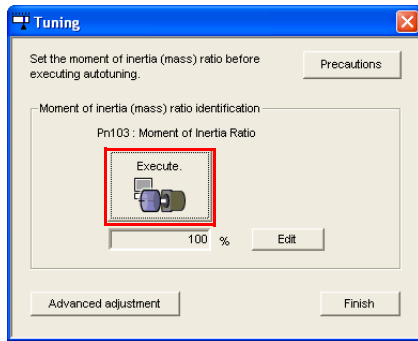 Tuning
Set the moment of inertia (mass) ratio before
executing autotuning.
Precautions
Moment of inertia (mass) ratio identification
Pn103 : Moment of Inertia Ratio
Execute.
100 %
Edit
Advanced adjustment
Finish